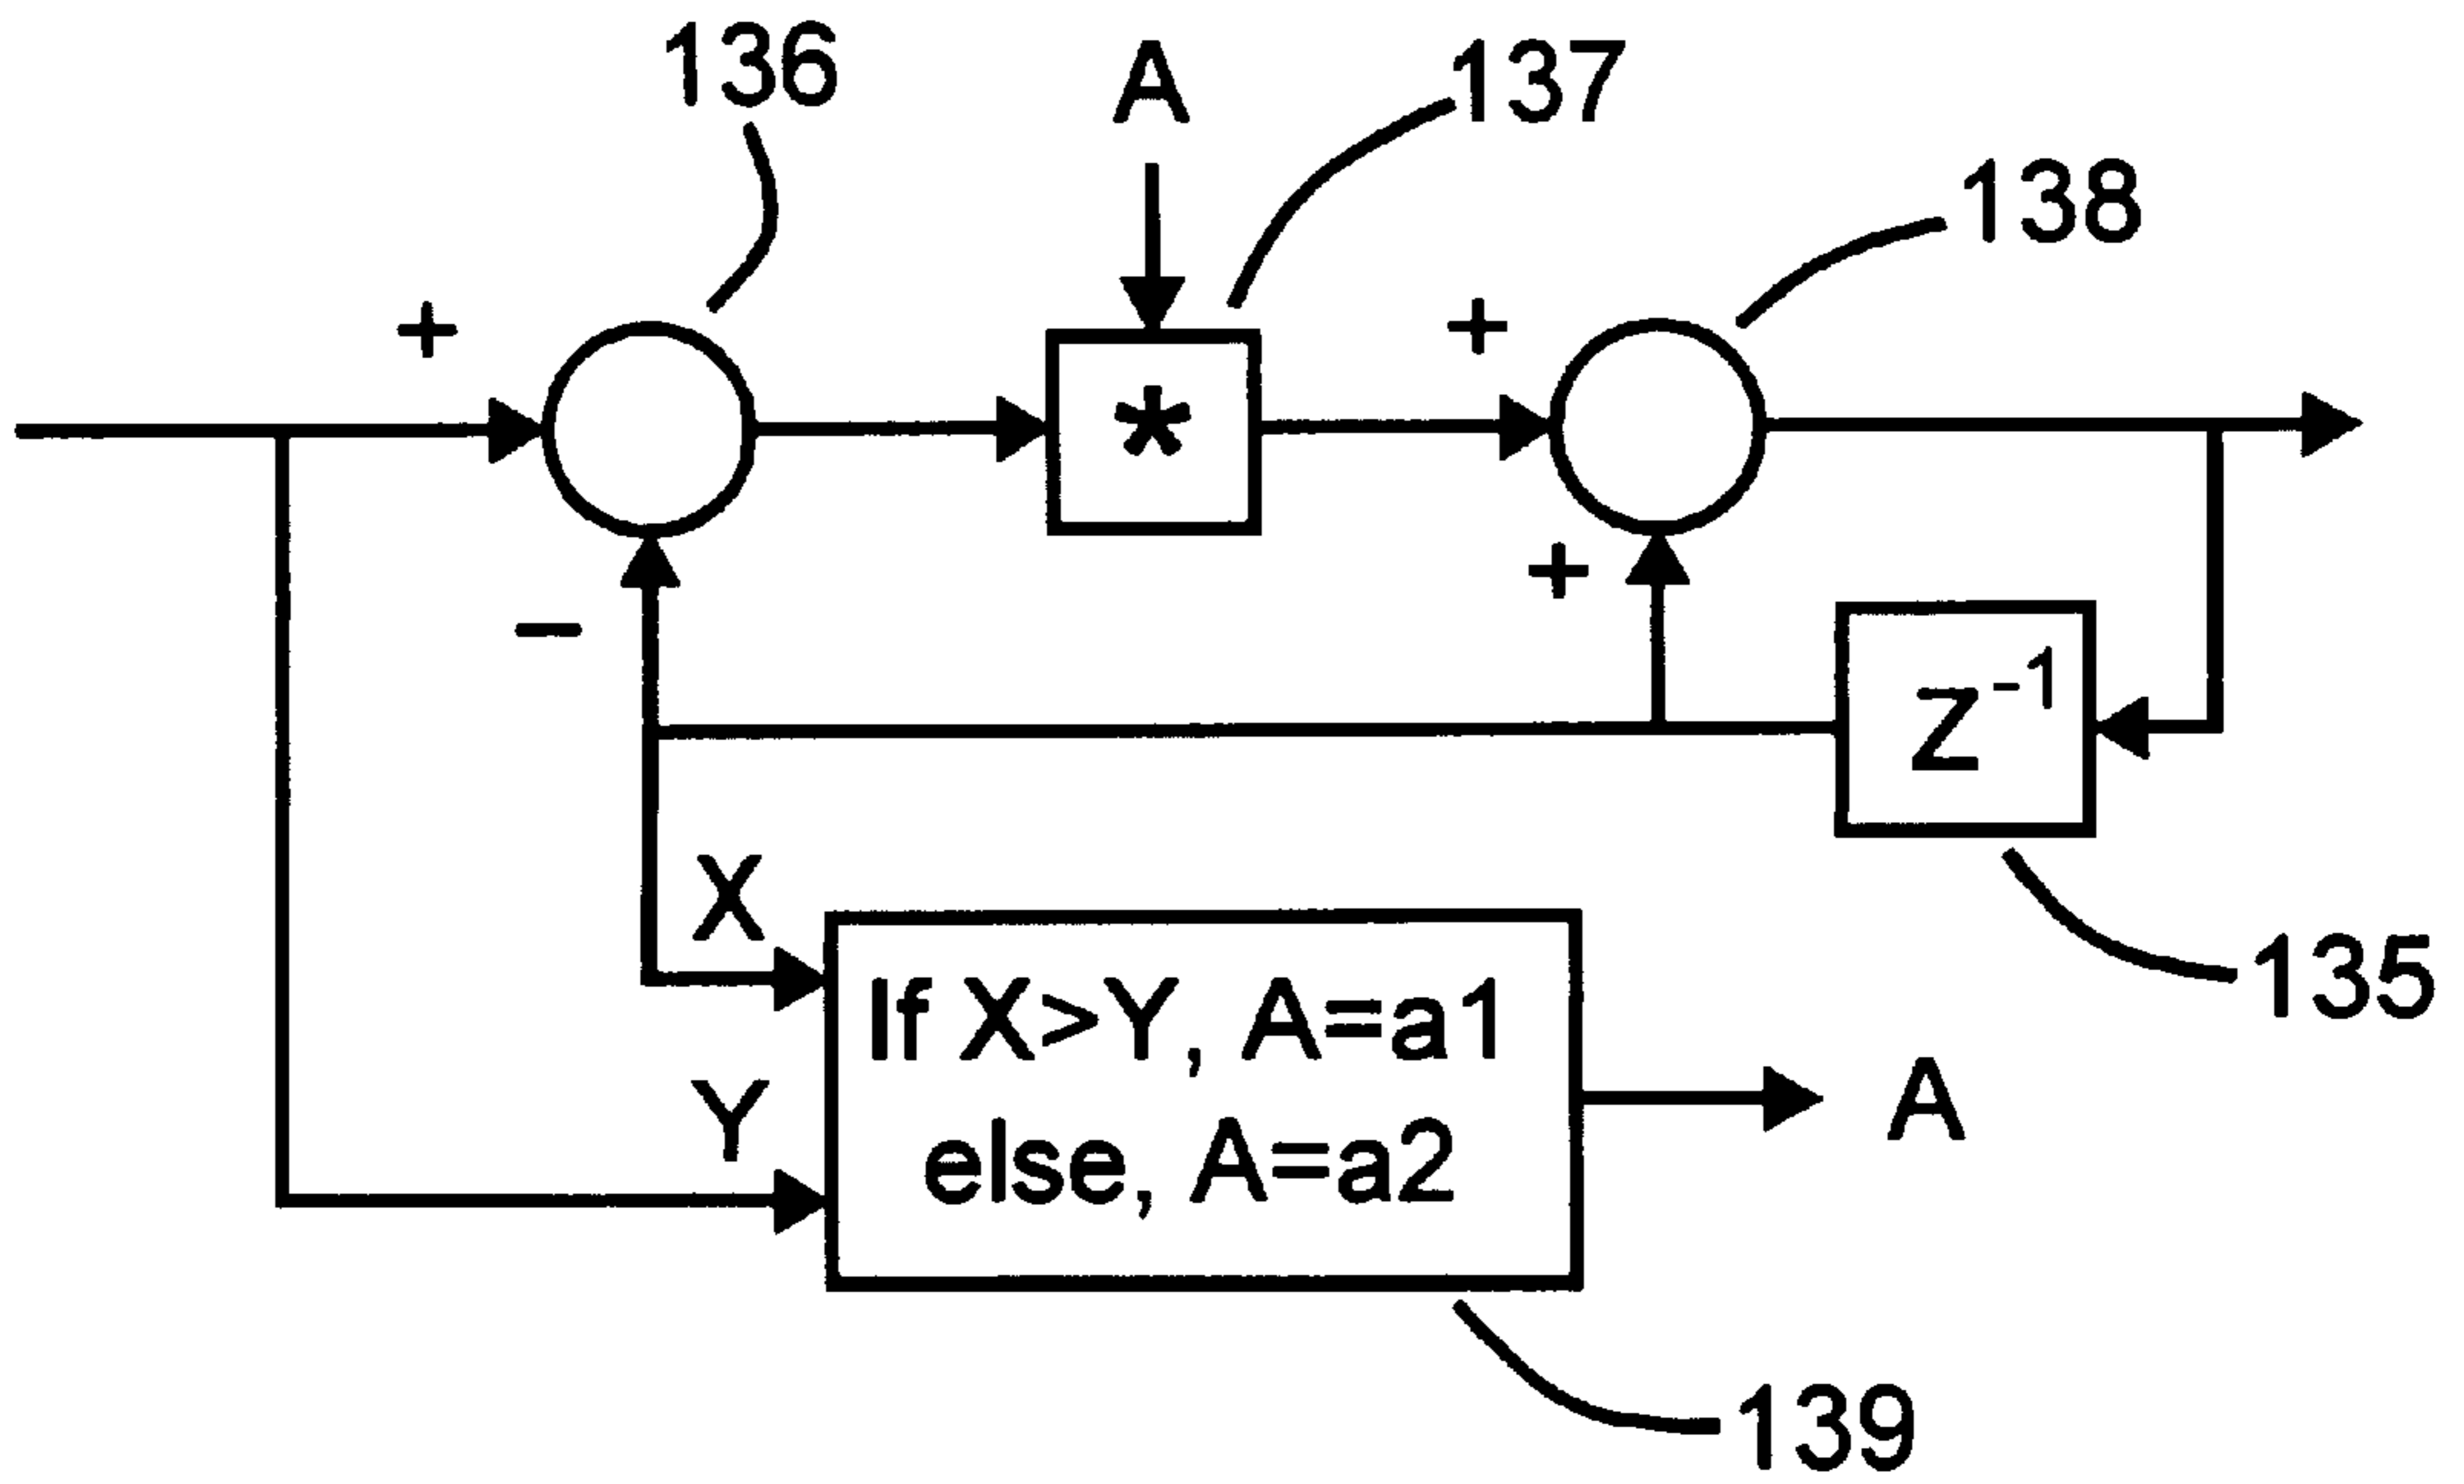 136
A
137
138
+
+
*
−
+
Z⁻¹
X
135
If X>Y, A=a1
Y
A
else, A=a2
139